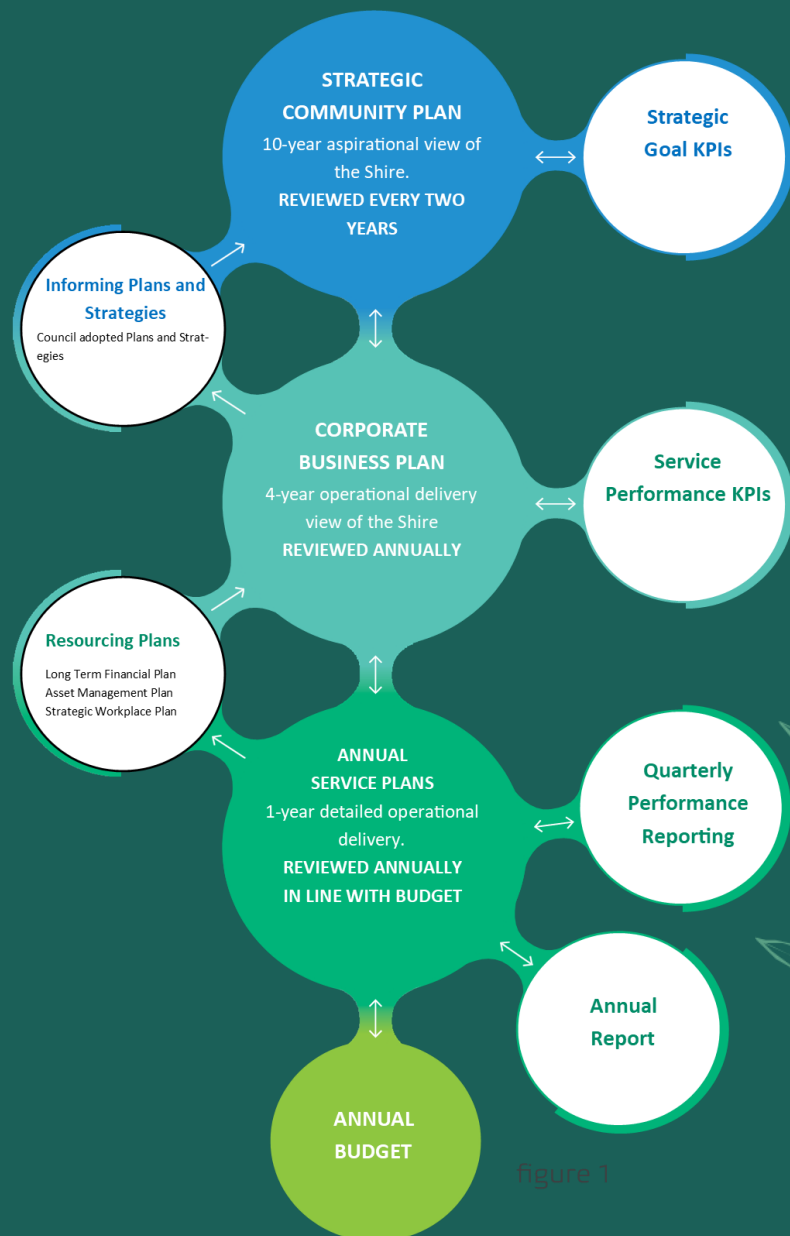 STRATEGIC
COMMUNITY PLAN
10-year aspirational view of
the Shire.
REVIEWED EVERY TWO
YEARS
Strategic
Goal KPIs
Informing Plans and
Strategies
Council adopted Plans and Strat-
egies
CORPORATE
BUSINESS PLAN
4-year operational delivery
view of the Shire
REVIEWED ANNUALLY
Service
Performance KPIs
Resourcing Plans
Long Term Financial Plan
Asset Management Plan
Strategic Workplace Plan
ANNUAL
SERVICE PLANS
1-year detailed operational
delivery.
REVIEWED ANNUALLY
IN LINE WITH BUDGET
Quarterly
Performance
Reporting
Annual
Report
ANNUAL
BUDGET
figure 1